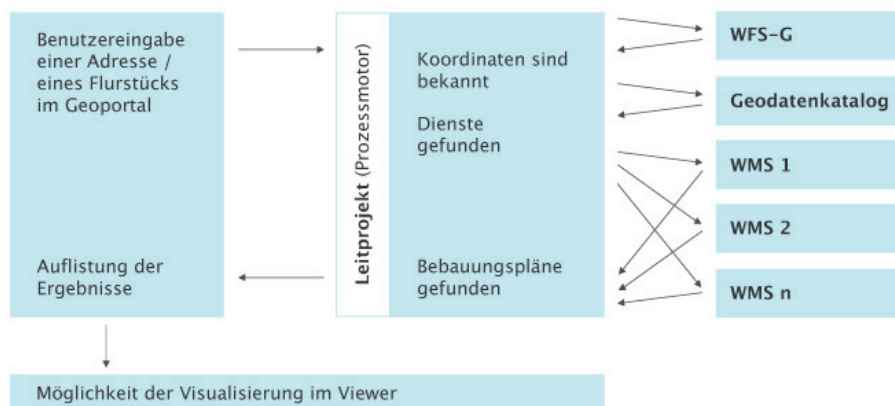 Benutzereingabe
einer Adresse /
eines Flurstücks
im Geoportal
Auflistung der
Ergebnisse
Leitprojekt (Prozessmotor)
Koordinaten sind
bekannt
Dienste
gefunden
Bebauungspläne
gefunden
WFS-G
Geodatenkatalog
WMS 1
WMS 2
WMS n
Möglichkeit der Visualisierung im Viewer